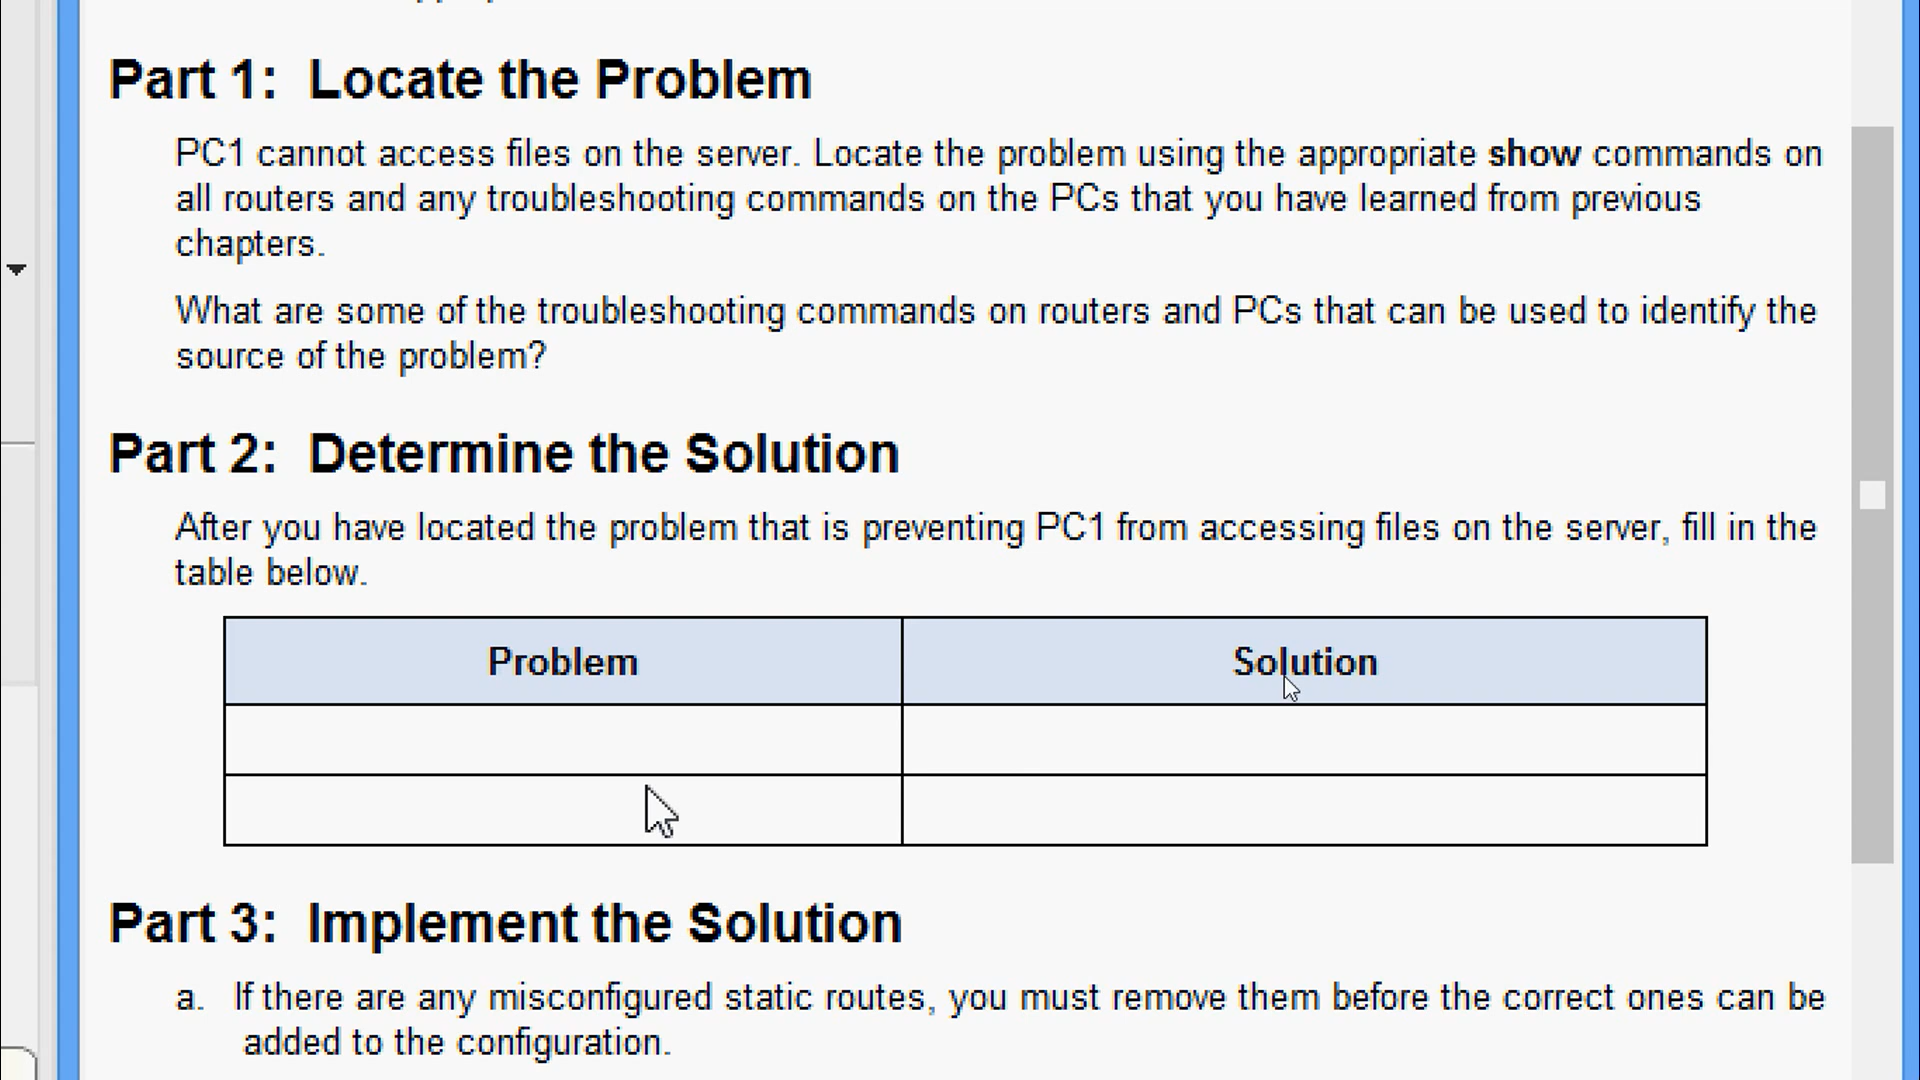 Part 1: Locate the Problem
PC1 cannot access files on the server. Locate the problem using the appropriate show commands on
all routers and any troubleshooting commands on the PCs that you have learned from previous
chapters.
What are some of the troubleshooting commands on routers and PCs that can be used to identify the
source of the problem?
Part 2: Determine the Solution
After you have located the problem that is preventing PC1 from accessing files on the server, fill in the
table below.
Problem
Solution
Part 3: Implement the Solution
a. If there are any misconfigured static routes, you must remove them before the correct ones can be
added to the configuration.